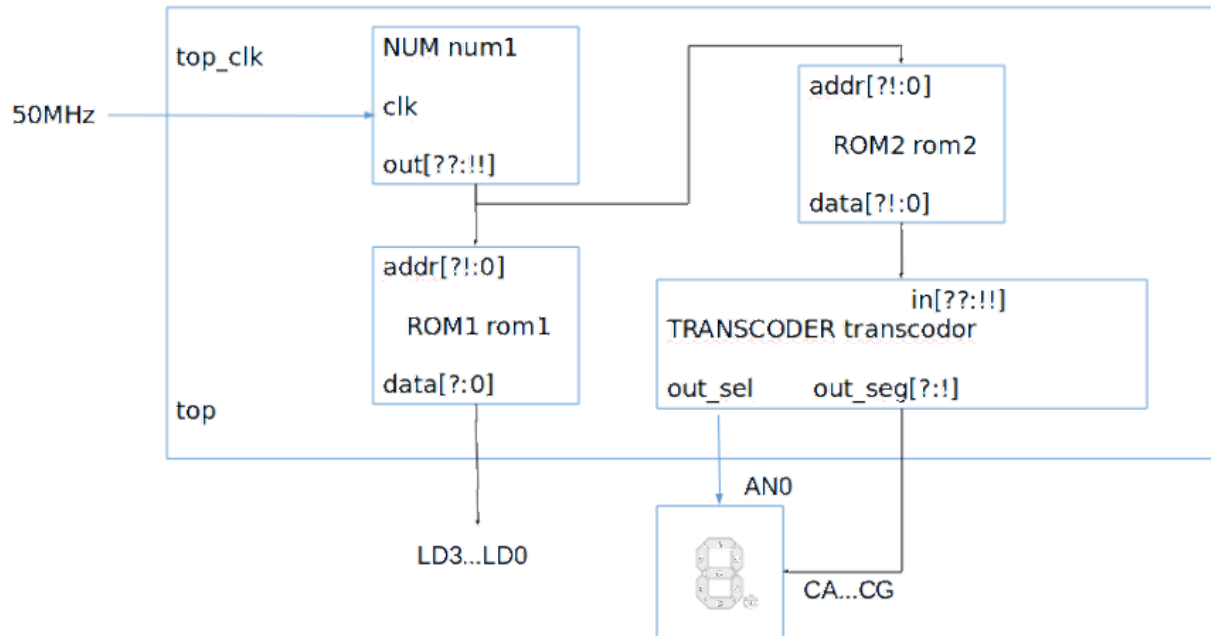 top_clk
50MHz
NUM num1
clk
out[??:!!]
addr[?!:0]
ROM2 rom2
data[?!:0]
addr[?!:0]
ROM1 rom1
data[?:0]
in[??:!!]
TRANSCODER transcodor
out_sel
out_seg[?:!]
top
AN0
LD3...LD0
CA...CG